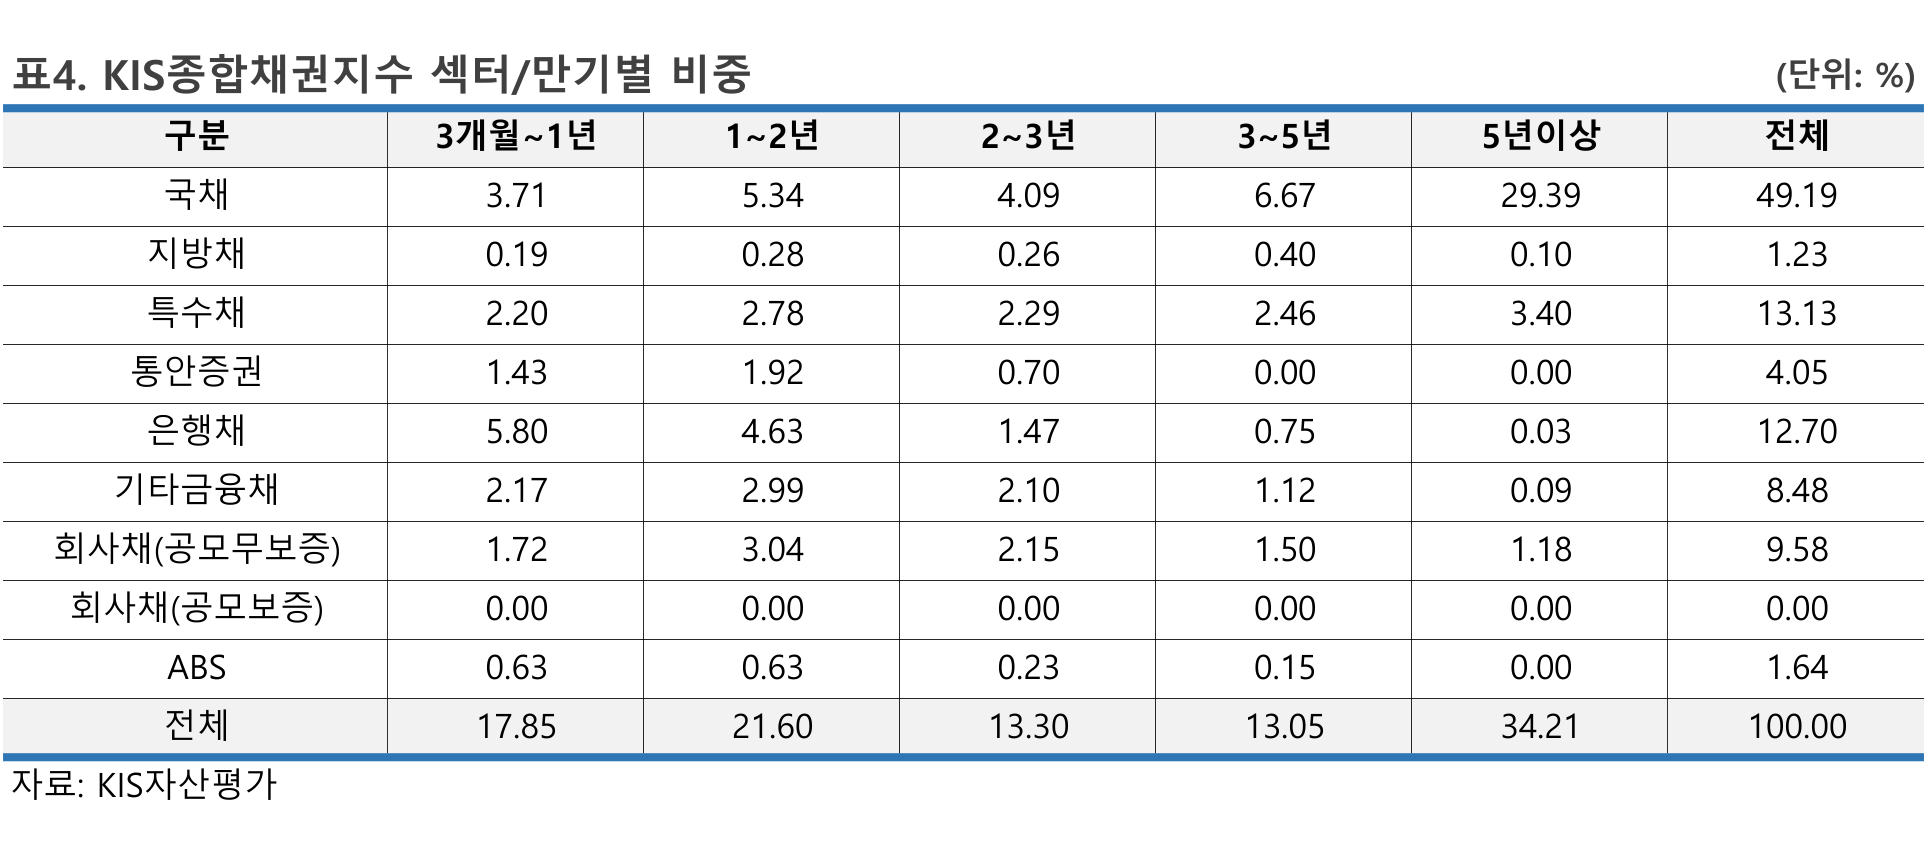 표4. KIS종합채권지수 섹터/만기별 비중 (단위: %)
구분 3개월~1년 1~2년 2~3년 3~5년 5년이상 전체
국채 3.71 5.34 4.09 6.67 29.39 49.19
지방채 0.19 0.28 0.26 0.40 0.10 1.23
특수채 2.20 2.78 2.29 2.46 3.40 13.13
통안증권 1.43 1.92 0.70 0.00 0.00 4.05
은행채 5.80 4.63 1.47 0.75 0.03 12.70
기타금융채 2.17 2.99 2.10 1.12 0.09 8.48
회사채(공모무보증) 1.72 3.04 2.15 1.50 1.18 9.58
회사채(공모보증) 0.00 0.00 0.00 0.00 0.00 0.00
ABS 0.63 0.63 0.23 0.15 0.00 1.64
전체 17.85 21.60 13.30 13.05 34.21 100.00
자료: KIS자산평가